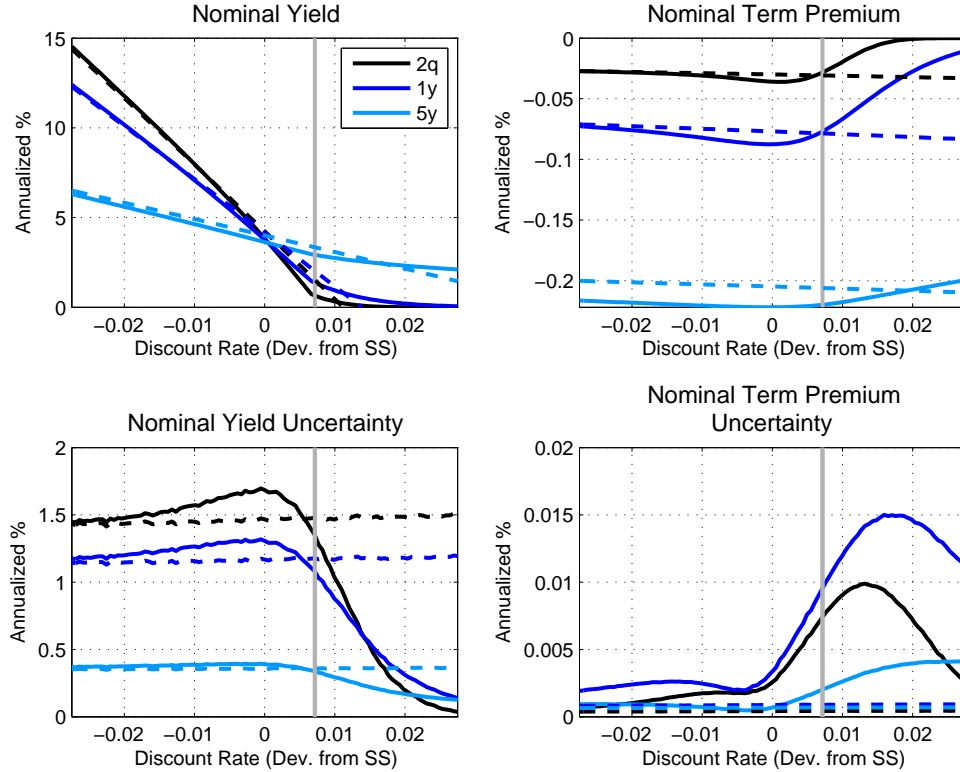 Nominal Yield
15
10
5
0
Annualized %
2q
1y
5y
−0.02
−0.01
0
0.01
0.02
Discount Rate (Dev. from SS)
Nominal Term Premium
0
−0.05
−0.1
−0.15
−0.2
Annualized %
−0.02
−0.01
0
0.01
0.02
Discount Rate (Dev. from SS)
Nominal Yield Uncertainty
2
1.5
1
0.5
0
Annualized %
−0.02
−0.01
0
0.01
0.02
Discount Rate (Dev. from SS)
Nominal Term Premium
Uncertainty
0.02
0.015
0.01
0.005
0
Annualized %
−0.02
−0.01
0
0.01
0.02
Discount Rate (Dev. from SS)